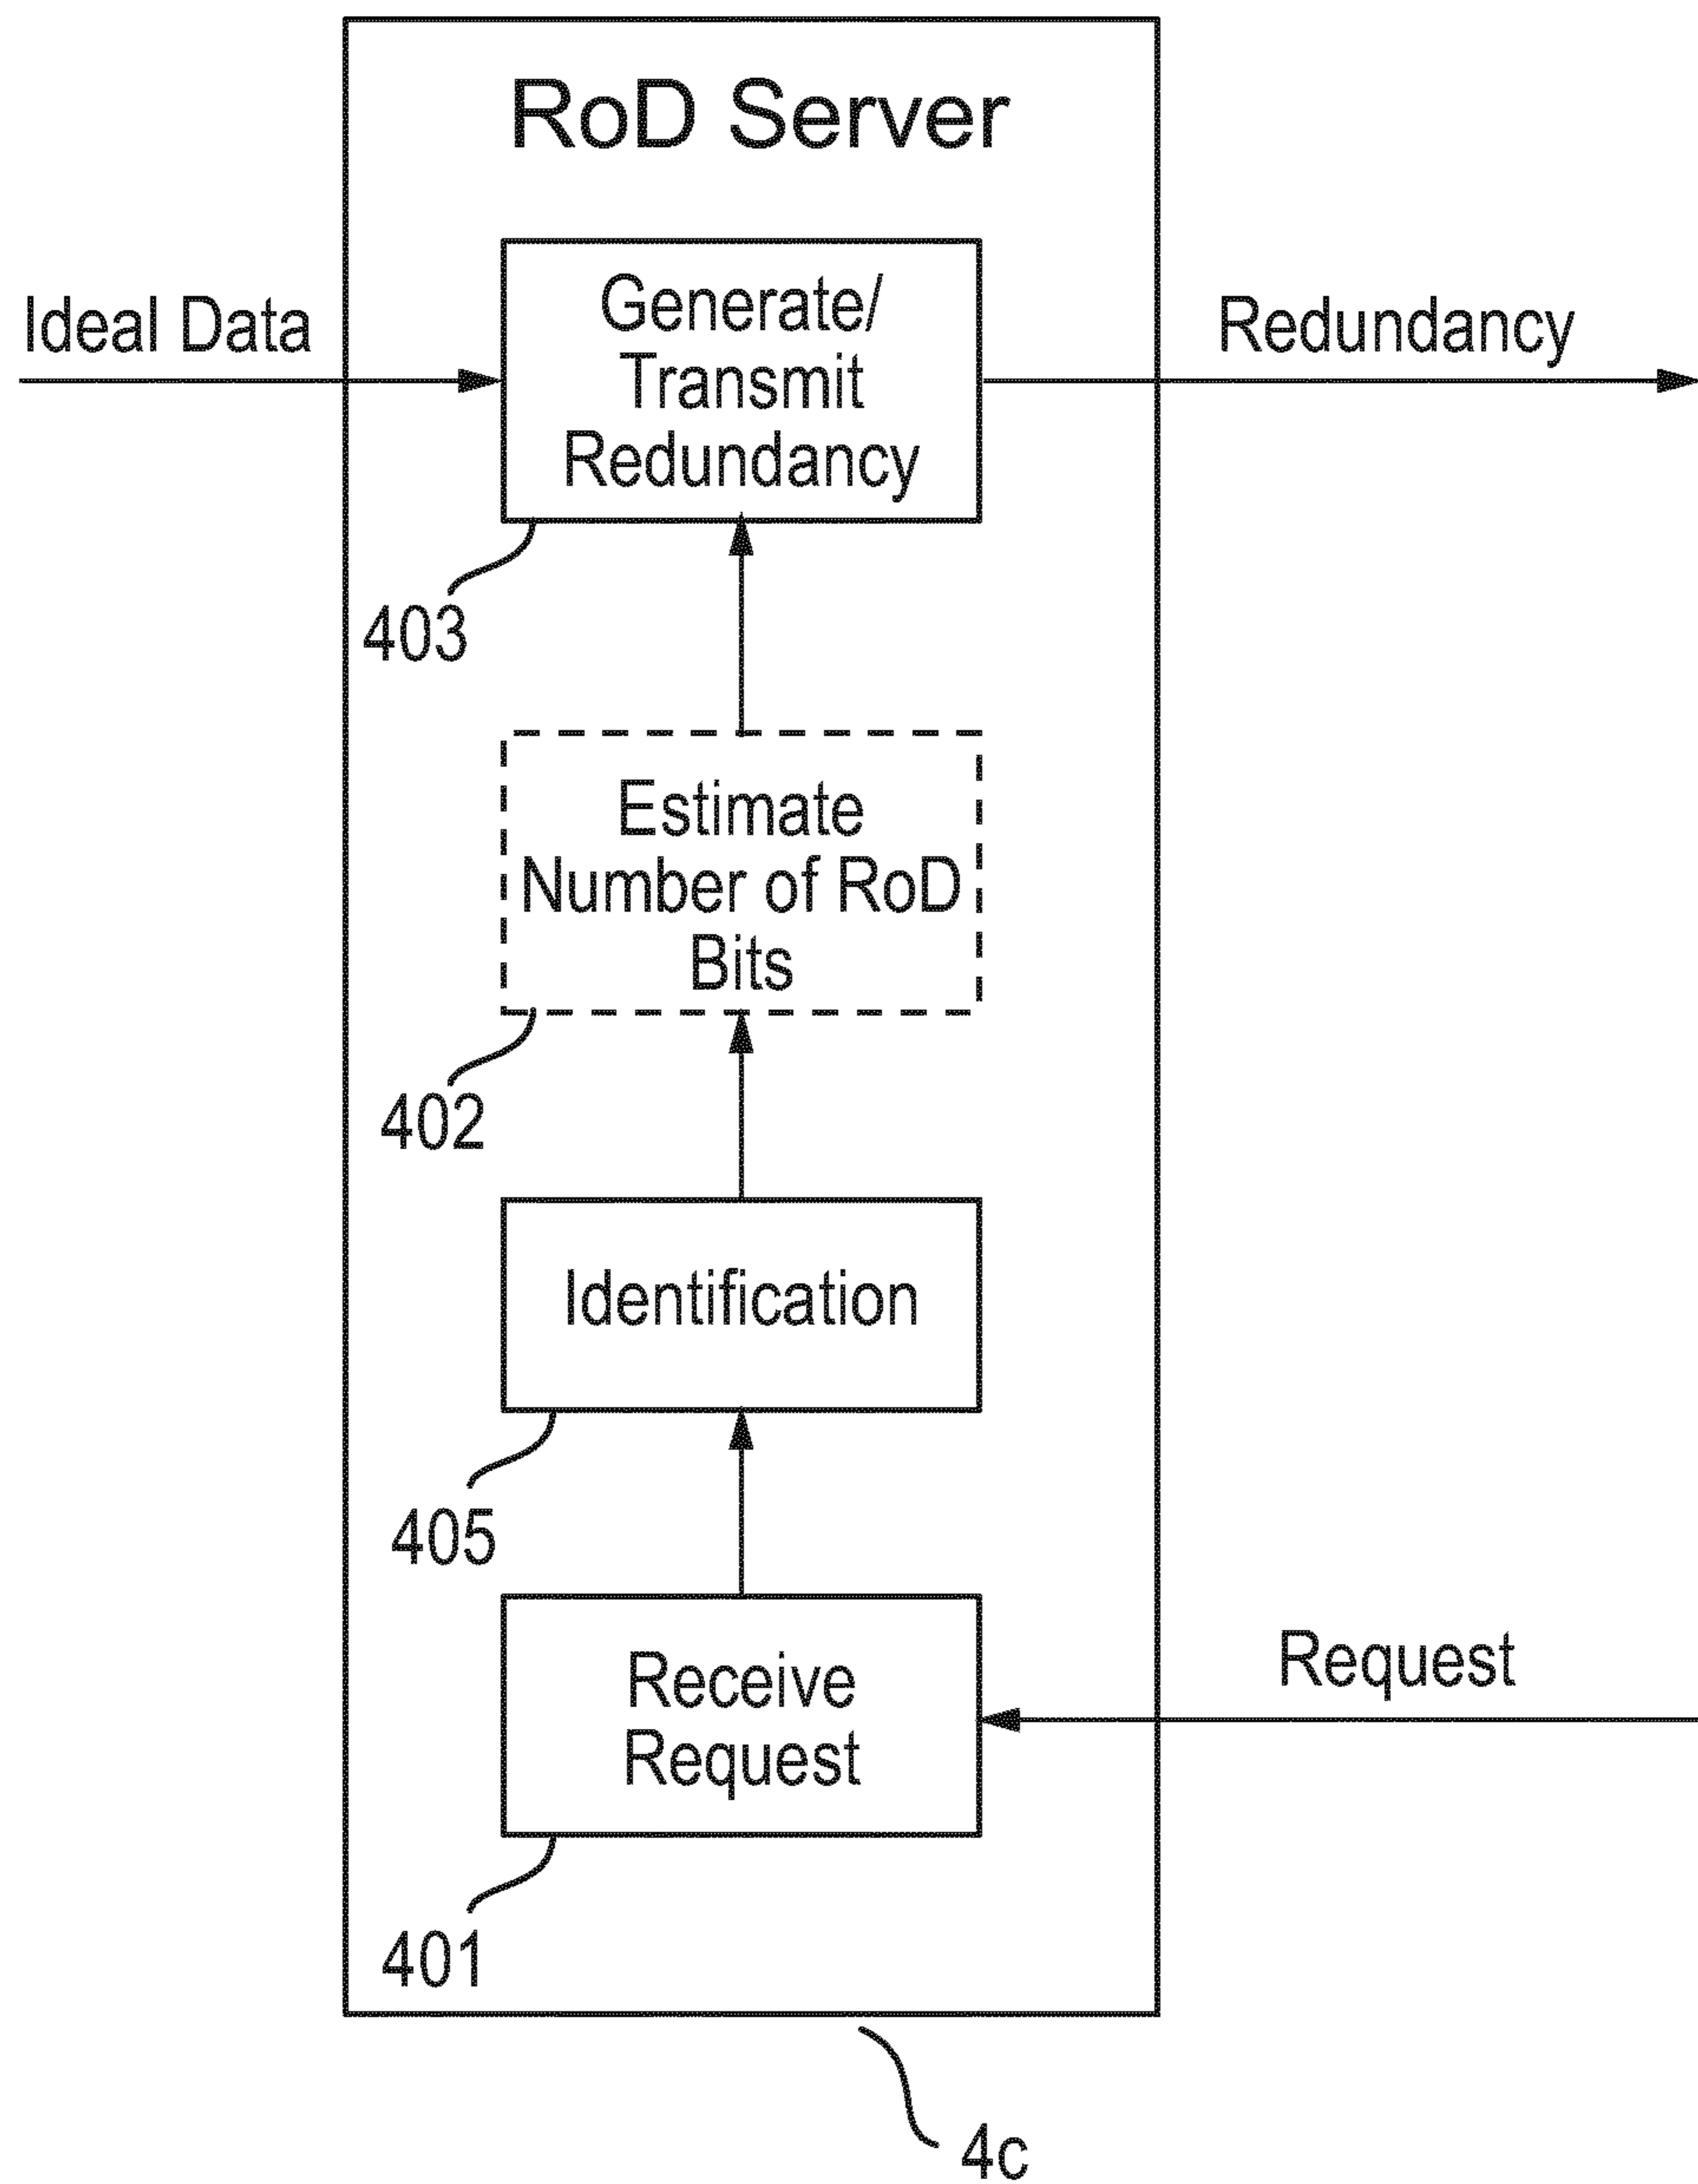 RoD Server
Ideal Data
Generate/
Transmit
Redundancy
Redundancy
403
Estimate
Number of RoD
Bits
402
Identification
405
Receive
Request
Request
401
4c